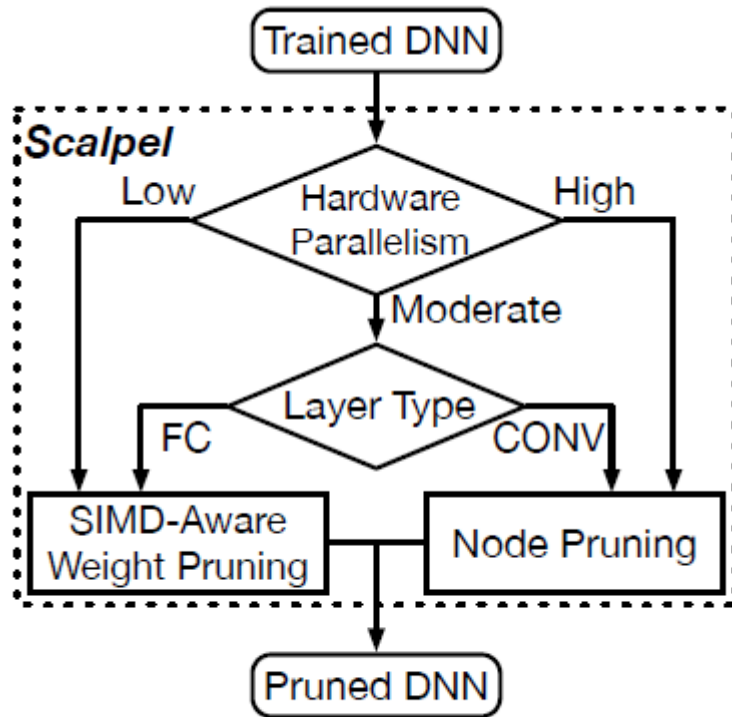 Trained DNN
Scalpel
Low
Hardware
Parallelism
High
Moderate
Layer Type
FC
CONV
SIMD-Aware
Weight Pruning
Node Pruning
Pruned DNN